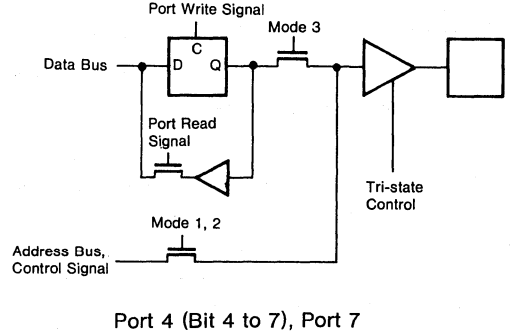 Port Write Signal
Mode 3
C
Data Bus
D
Q
Port Read
Signal
Tri-state
Control
Mode 1, 2
Address Bus,
Control Signal
Port 4 (Bit 4 to 7), Port 7